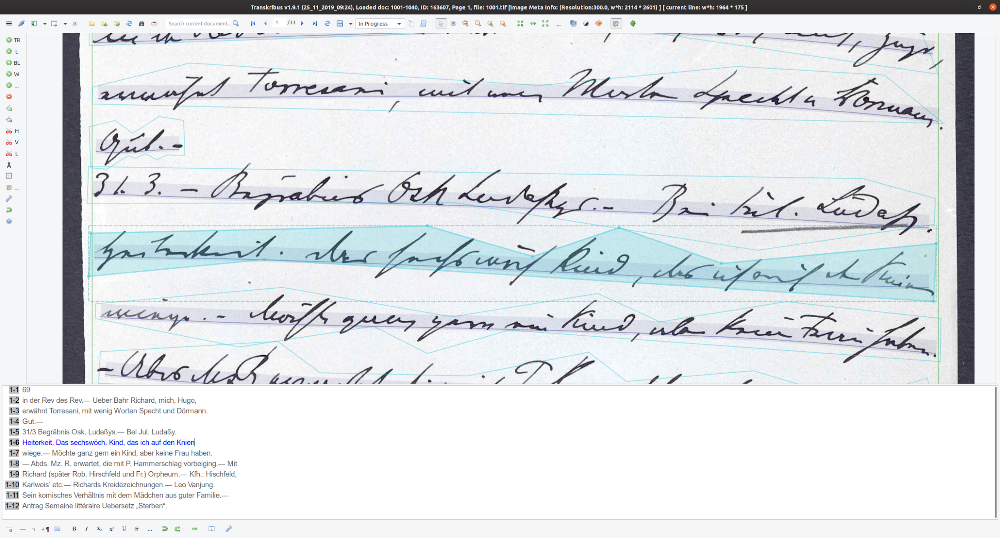 Transkribus v1.9.1 (25_11_2019_09:24), Loaded doc: 1001-1040, ID: 163607, Page 1, file: 1001.tif [Image Meta Info: (Resolution:300.0, w*h: 2114 * 2601) ] [ current line: w*h: 1964 * 175 ]
Search current document... 1 /33 In Progress ...
TR
L
BL
W
...
H
V
L
...
erwähnt Torresani, mit wenig Worten Specht u Dörmann.
Gut.–
31. 3. – Begräbnis Osk Ludaßys.– Bei Jul. Ludaßy.
Heiterkeit. Das sechswöch Kind, das ich auf den Knien
wiege.– Möchte ganz gern ein Kind, aber keine Frau haben.
1-1 69
1-2 in der Rev des Rev.— Ueber Bahr Richard, mich, Hugo,
1-3 erwähnt Torresani, mit wenig Worten Specht und Dörmann.
1-4 Gut.—
1-5 31/3 Begräbnis Osk. Ludaßys.— Bei Jul. Ludaßy.
1-6 Heiterkeit. Das sechswöch. Kind, das ich auf den Knien
1-7 wiege.— Möchte ganz gern ein Kind, aber keine Frau haben.
1-8 — Abds. Mz. R. erwartet, die mit P. Hammerschlag vorbeiging.— Mit
1-9 Richard (später Rob. Hirschfeld und Fr.) Orpheum.— Kfh.: Hischfeld,
1-10 Karlweis’ etc.— Richards Kreidezeichnungen.— Leo Vanjung.
1-11 Sein komisches Verhältnis mit dem Mädchen aus guter Familie.—
1-12 Antrag Semaine littéraire Uebersetz „Sterben“.
— ¬ +¶ B I X₂ X² U S ...